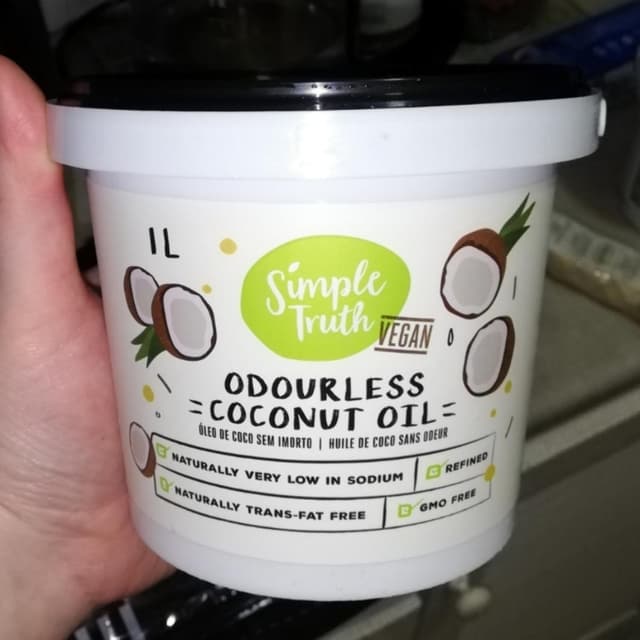 1L
Simple
Truth
VEGAN
ODOURLESS
COCONUT OIL
ÓLEO DE COCO SEM IMORTO | HUILE DE COCO SANS ODEUR
NATURALLY VERY LOW IN SODIUM
REFINED
NATURALLY TRANS-FAT FREE
GMO FREE